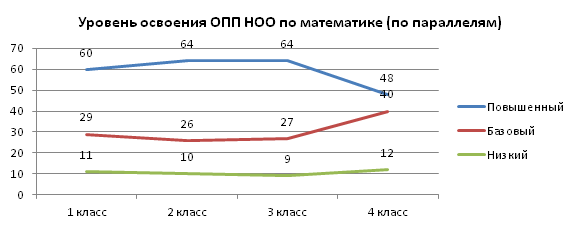 Уровень освоения ОПП НОО по математике (по параллелям)
70
60
50
40
30
20
10
0
60
64
64
48
29
26
27
40
11
10
9
12
1 класс
2 класс
3 класс
4 класс
Повышенный
Базовый
Низкий